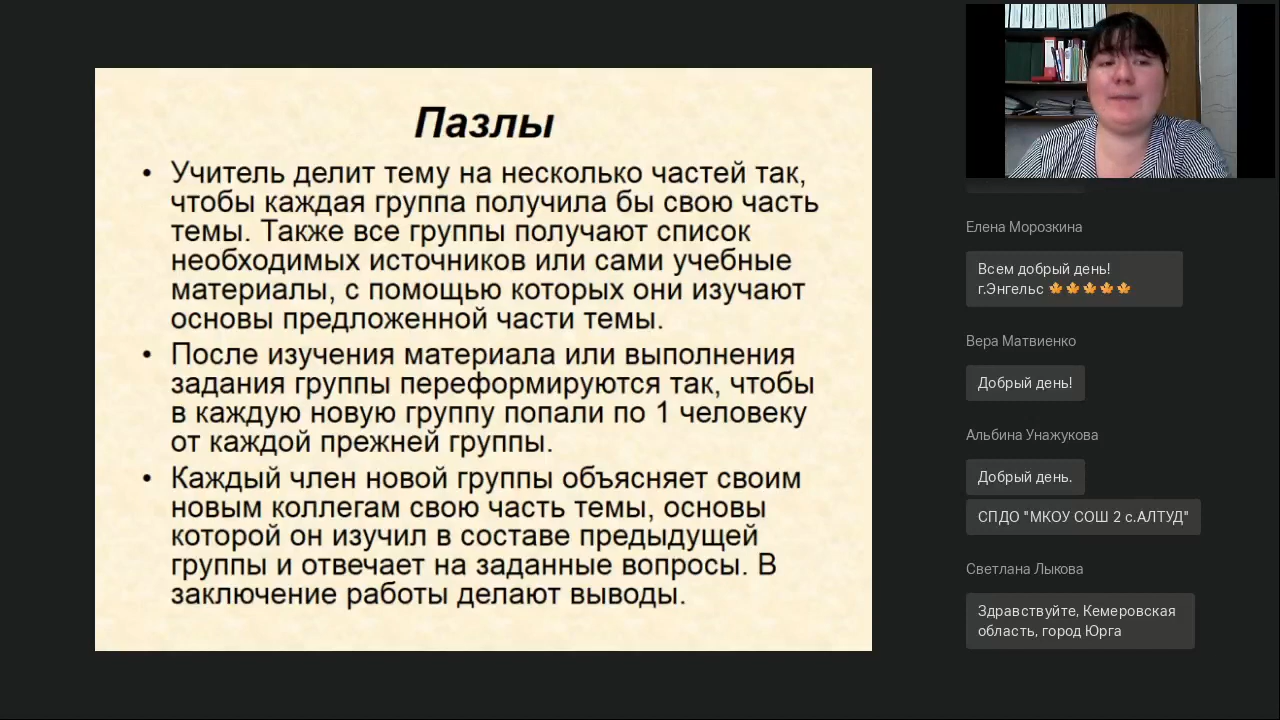 Пазлы
• Учитель делит тему на несколько частей так,
чтобы каждая группа получила бы свою часть
темы. Также все группы получают список
необходимых источников или сами учебные
материалы, с помощью которых они изучают
основы предложенной части темы.
• После изучения материала или выполнения
задания группы переформируются так, чтобы
в каждую новую группу попали по 1 человеку
от каждой прежней группы.
• Каждый член новой группы объясняет своим
новым коллегам свою часть темы, основы
которой он изучил в составе предыдущей
группы и отвечает на заданные вопросы. В
заключение работы делают выводы.
Елена Морозкина
Всем добрый день!
г.Энгельс 🍁🍁🍁🍁🍁
Вера Матвиенко
Добрый день!
Альбина Унажукова
Добрый день.
СПДО "МКОУ СОШ 2 с.АЛТУД"
Светлана Лыкова
Здравствуйте, Кемеровская
область, город Юрга